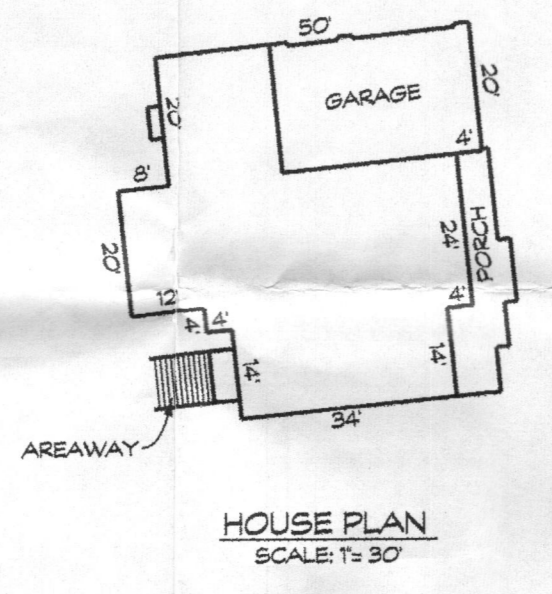 50'
20'
GARAGE
20'
4'
8'
20'
24'
PORCH
12'
4'
4'
4'
14'
14'
34'
AREAWAY
HOUSE PLAN
SCALE: 1"= 30'